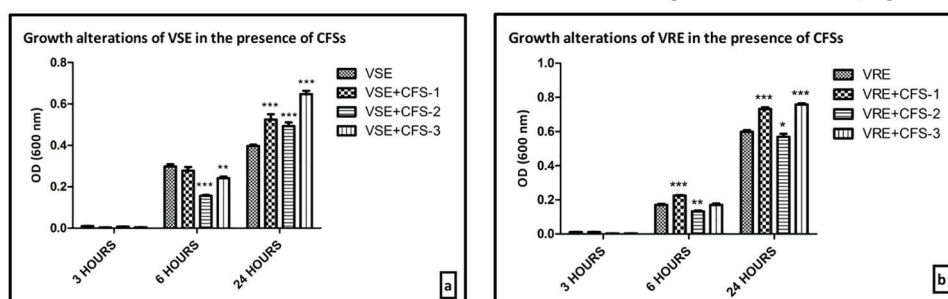 Growth alterations of VSE in the presence of CFSs
0.8
0.6
0.4
0.2
0.0
OD (600 nm)
***
**
***
***
***
3 HOURS
6 HOURS
24 HOURS
VSE
VSE+CFS-1
VSE+CFS-2
VSE+CFS-3
a
Growth alterations of VRE in the presence of CFSs
1.0
0.8
0.6
0.4
0.2
0.0
OD (600 nm)
***
**
***
*
***
3 HOURS
6 HOURS
24 HOURS
VRE
VRE+CFS-1
VRE+CFS-2
VRE+CFS-3
b